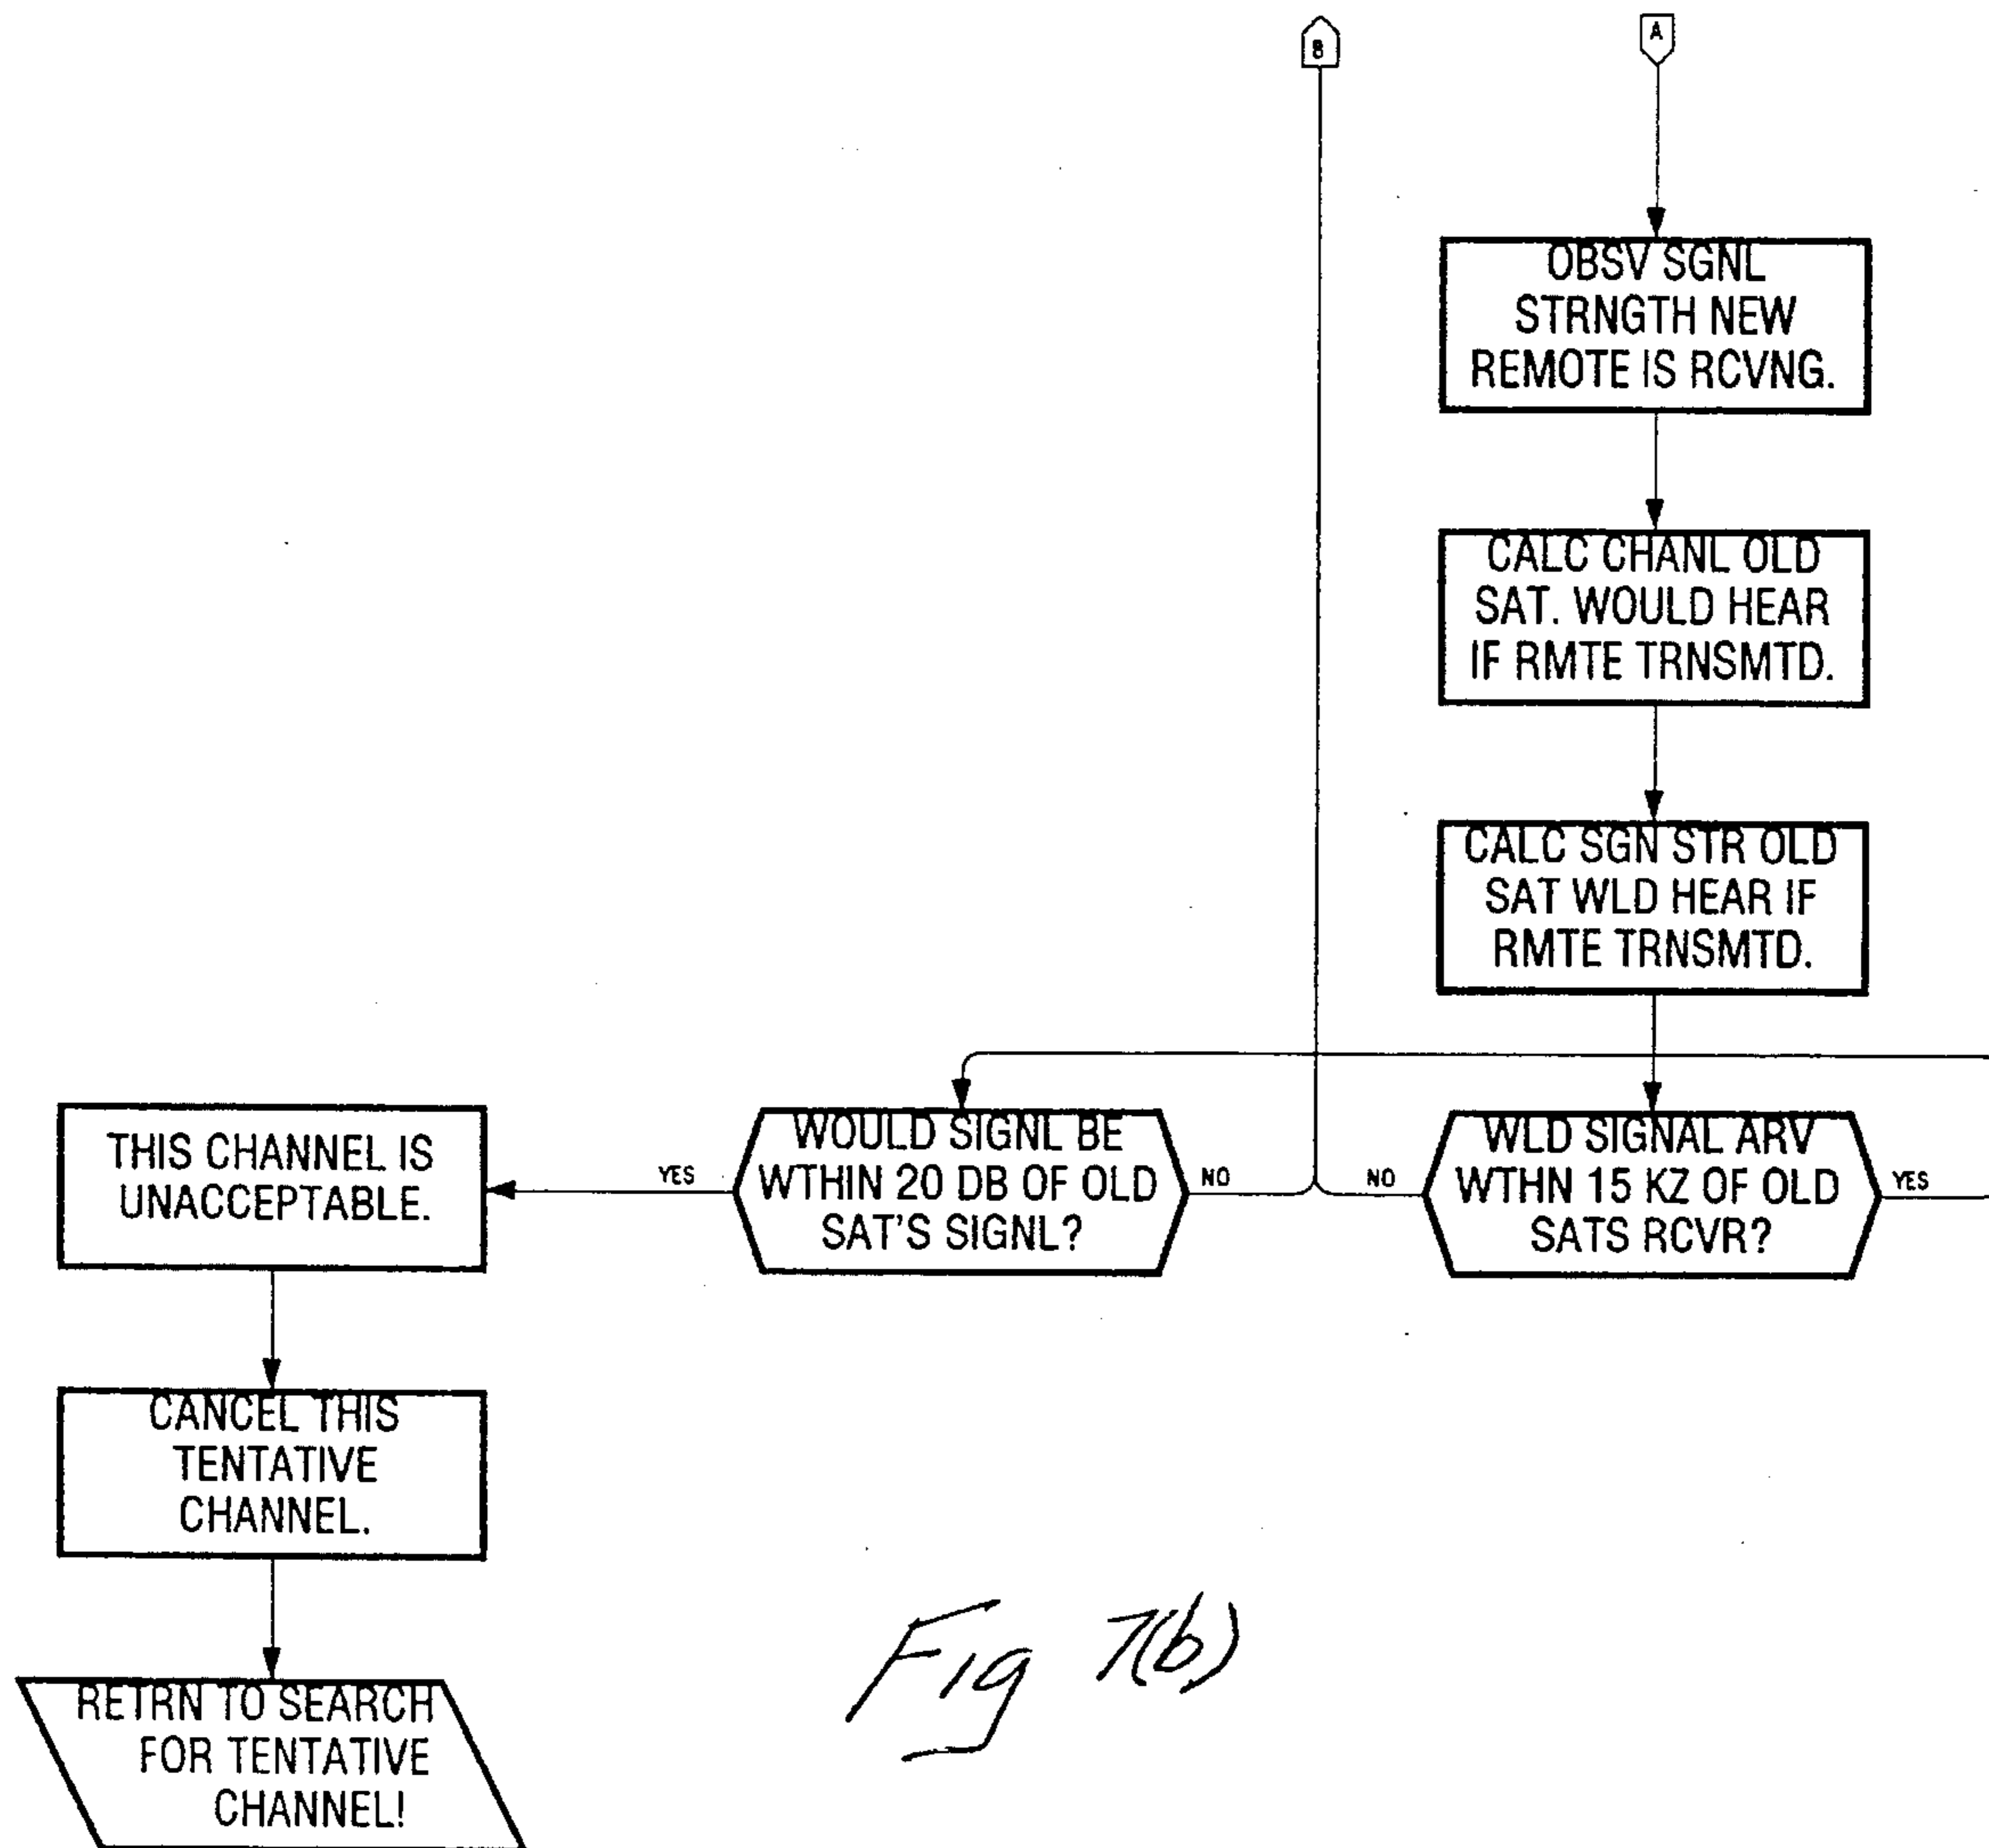 B
A
OBSV SGNL
STRNGTH NEW
REMOTE IS RCVNG.
CALC CHANL OLD
SAT. WOULD HEAR
IF RMTE TRNSMTD.
CALC SGN STR OLD
SAT WLD HEAR IF
RMTE TRNSMTD.
WLD SIGNAL ARV
WTHN 15 KZ OF OLD
SATS RCVR?
YES
NO
WOULD SIGNL BE
WTHIN 20 DB OF OLD
SAT'S SIGNL?
NO
YES
THIS CHANNEL IS
UNACCEPTABLE.
CANCEL THIS
TENTATIVE
CHANNEL.
RETRN TO SEARCH
FOR TENTATIVE
CHANNEL!
Fig 7(b)